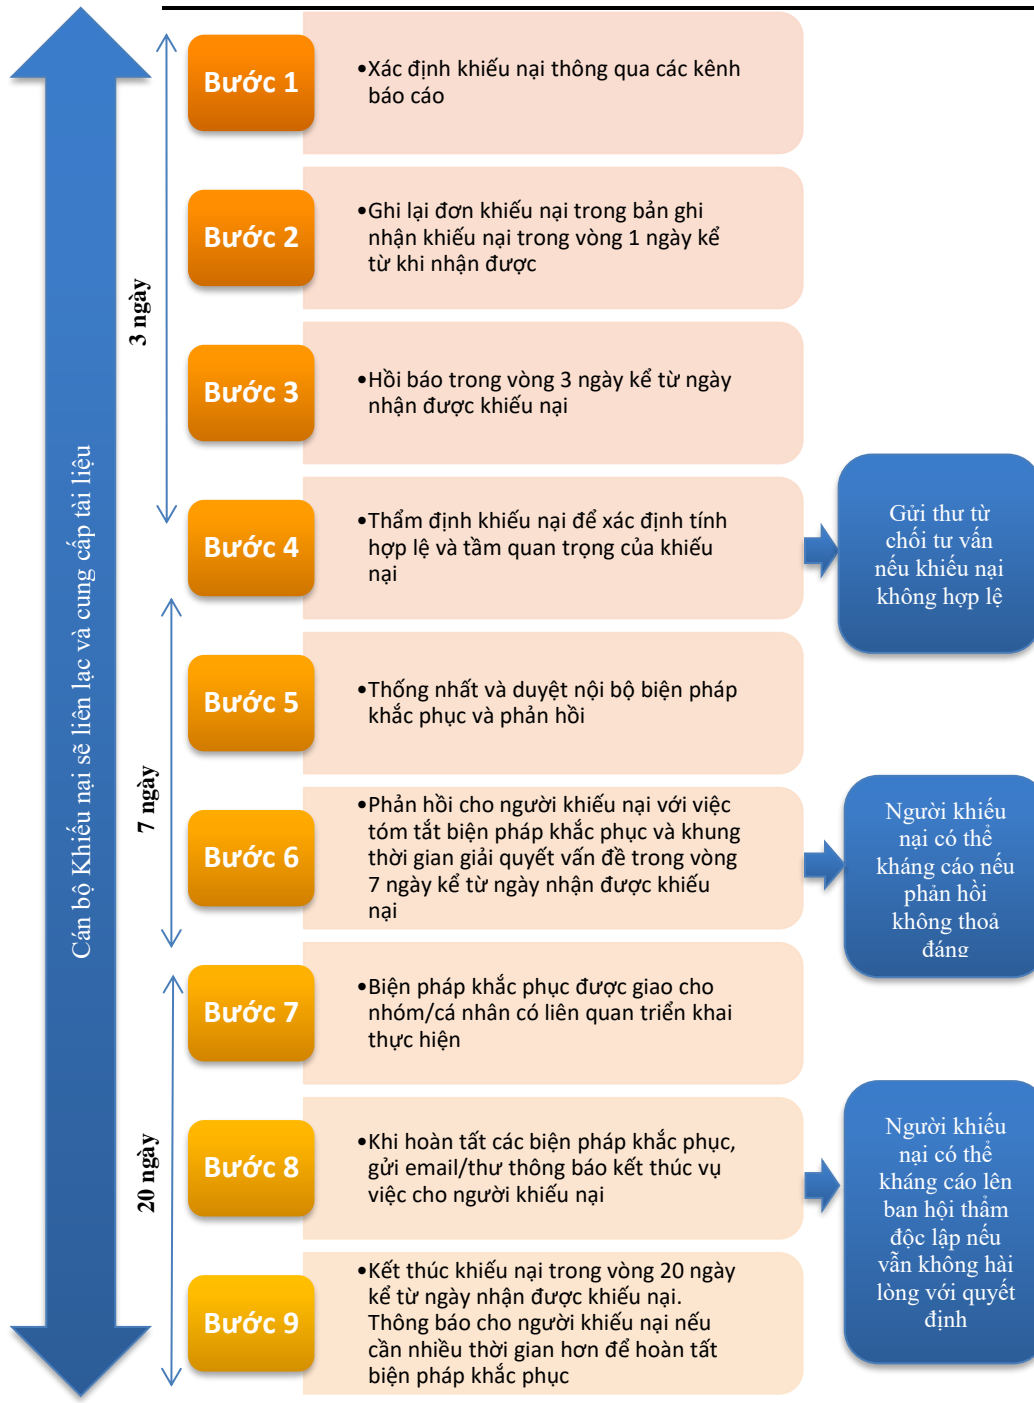 Cán bộ Khiếu nại sẽ liên lạc và cung cấp tài liệu
3 ngày
Bước 1
•Xác định khiếu nại thông qua các kênh
báo cáo
Bước 2
•Ghi lại đơn khiếu nại trong bản ghi
nhận khiếu nại trong vòng 1 ngày kể
từ khi nhận được
Bước 3
•Hồi báo trong vòng 3 ngày kể từ ngày
nhận được khiếu nại
Bước 4
•Thẩm định khiếu nại để xác định tính
hợp lệ và tầm quan trọng của khiếu
nại
Gửi thư từ
chối tư vấn
nếu khiếu nại
không hợp lệ
7 ngày
Bước 5
•Thống nhất và duyệt nội bộ biện pháp
khắc phục và phản hồi
Bước 6
•Phản hồi cho người khiếu nại với việc
tóm tắt biện pháp khắc phục và khung
thời gian giải quyết vấn đề trong vòng
7 ngày kể từ ngày nhận được khiếu
nại
Người khiếu
nại có thể
kháng cáo nếu
phản hồi
không thoả
đáng
20 ngày
Bước 7
•Biện pháp khắc phục được giao cho
nhóm/cá nhân có liên quan triển khai
thực hiện
Bước 8
•Khi hoàn tất các biện pháp khắc phục,
gửi email/thư thông báo kết thúc vụ
việc cho người khiếu nại
Người khiếu
nại có thể
kháng cáo lên
ban hội thẩm
độc lập nếu
vẫn không hài
lòng với quyết
định
Bước 9
•Kết thúc khiếu nại trong vòng 20 ngày
kể từ ngày nhận được khiếu nại.
Thông báo cho người khiếu nại nếu
cần nhiều thời gian hơn để hoàn tất
biện pháp khắc phục